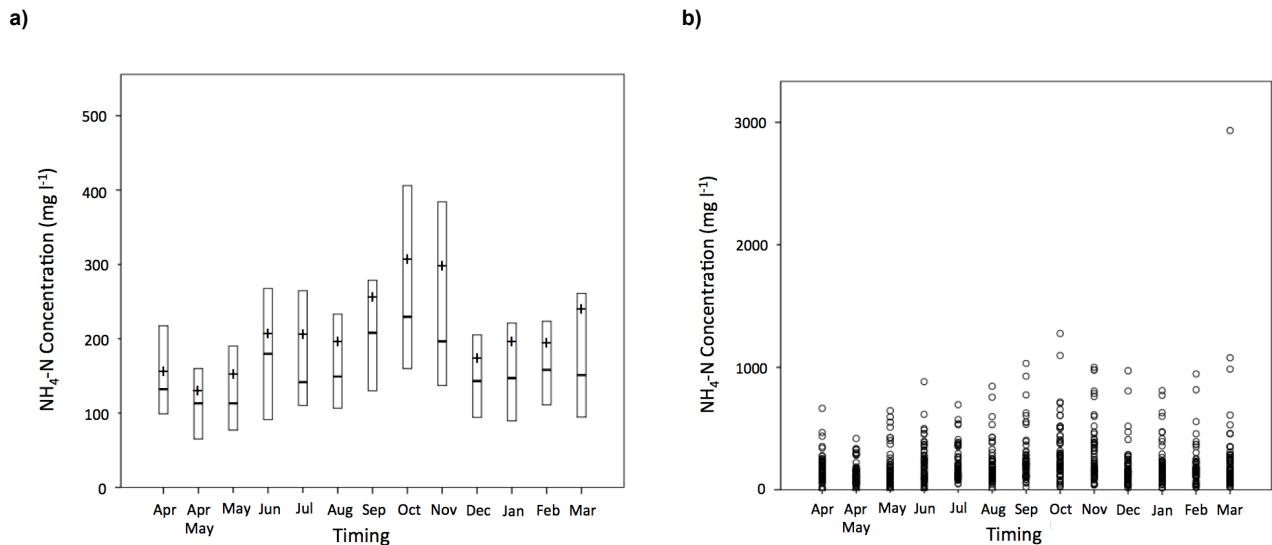 a)
NH₄-N Concentration (mg l⁻¹)
500
400
300
200
100
0
Apr Apr May May Jun Jul Aug Sep Oct Nov Dec Jan Feb Mar
Timing
b)
NH₄-N Concentration (mg l⁻¹)
3000
2000
1000
0
Apr Apr May May Jun Jul Aug Sep Oct Nov Dec Jan Feb Mar
Timing